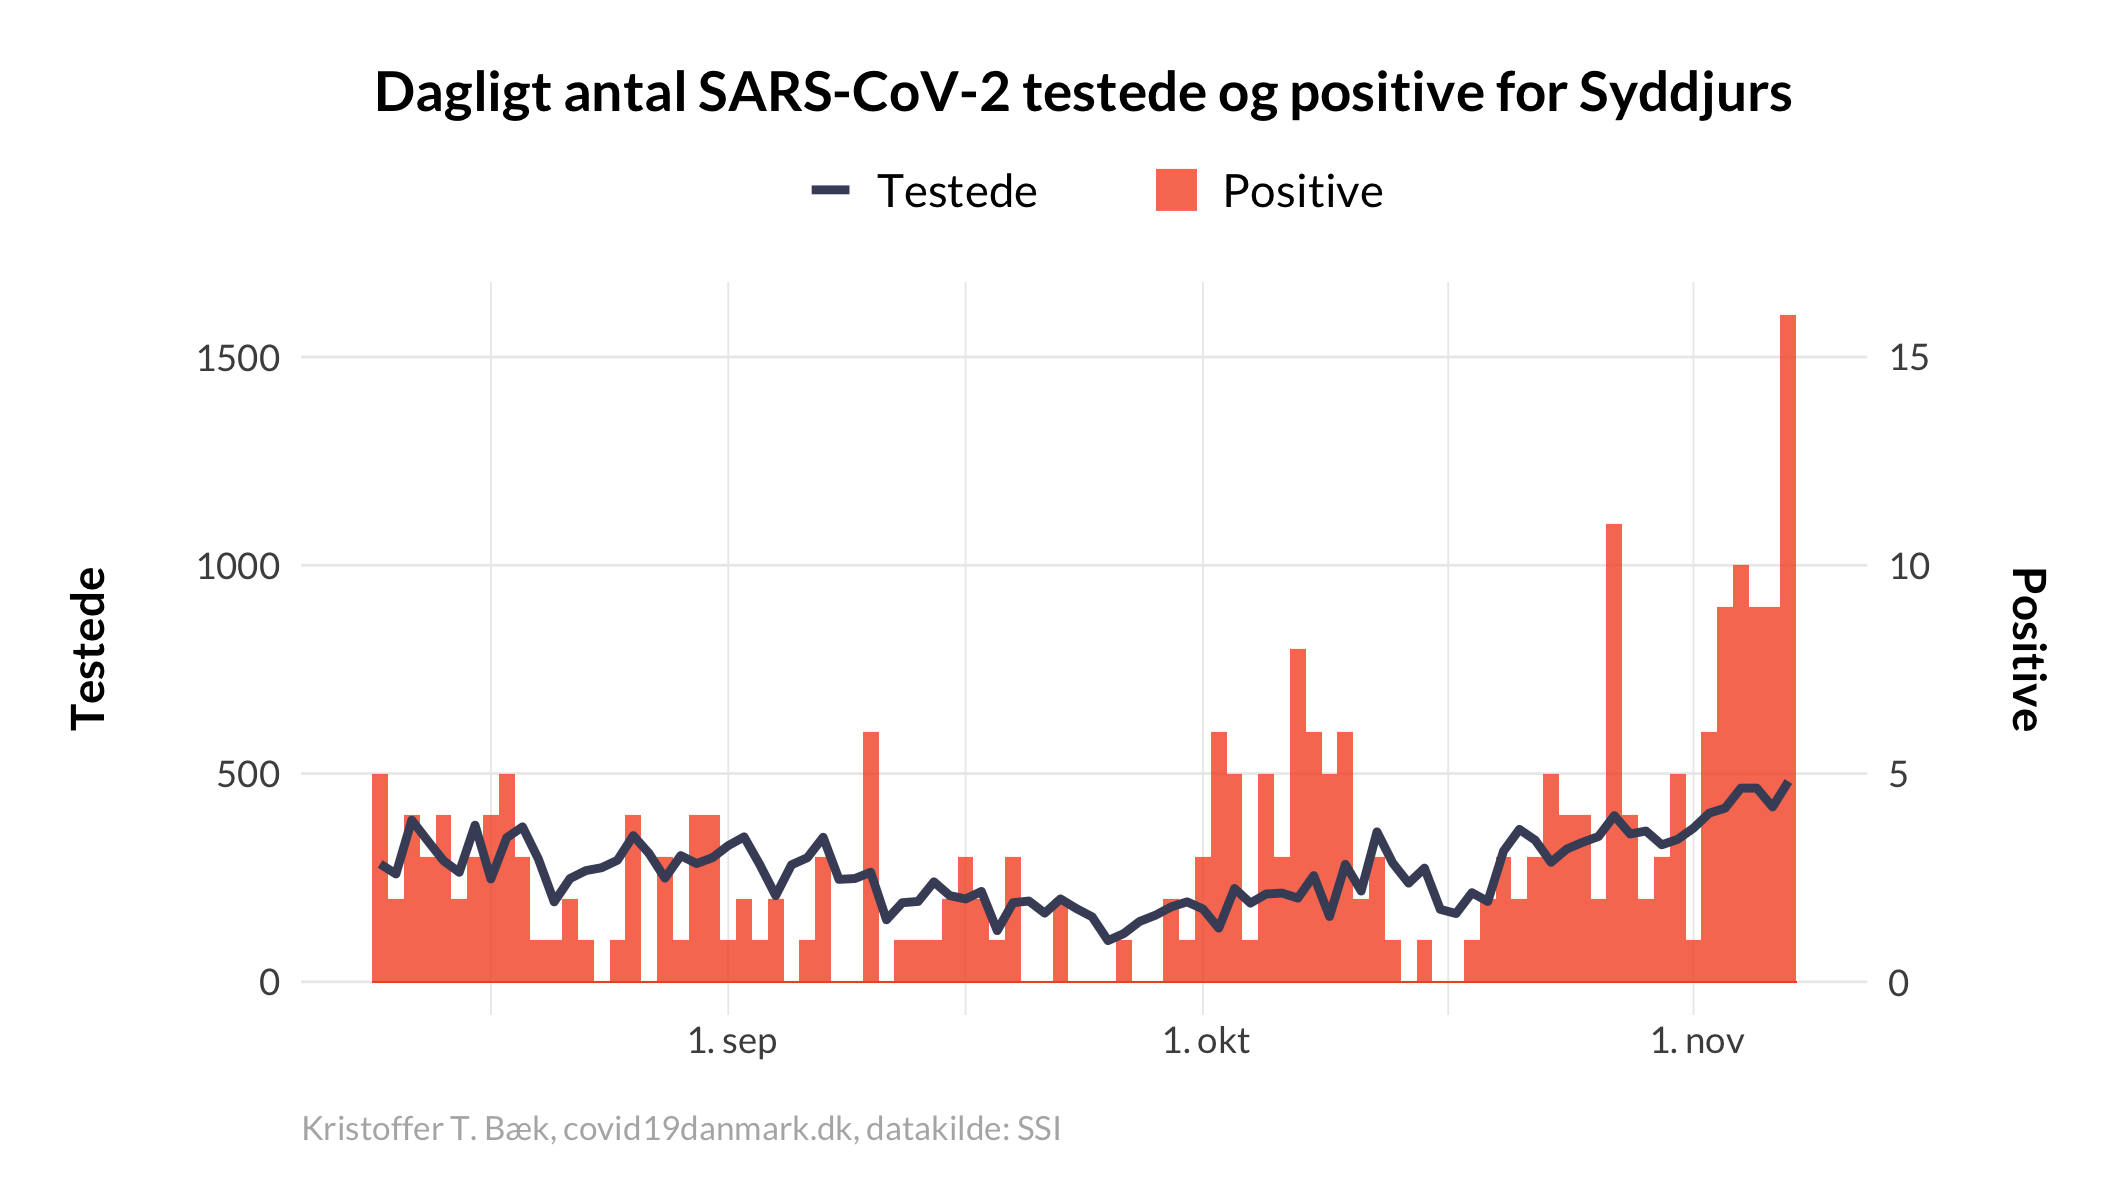 Dagligt antal SARS-CoV-2 testede og positive for Syddjurs
Testede
Positive
1500
1000
500
0
Testede
15
10
5
0
Positive
1. sep
1. okt
1. nov
Kristoffer T. Bæk, covid19danmark.dk, datakilde: SSI